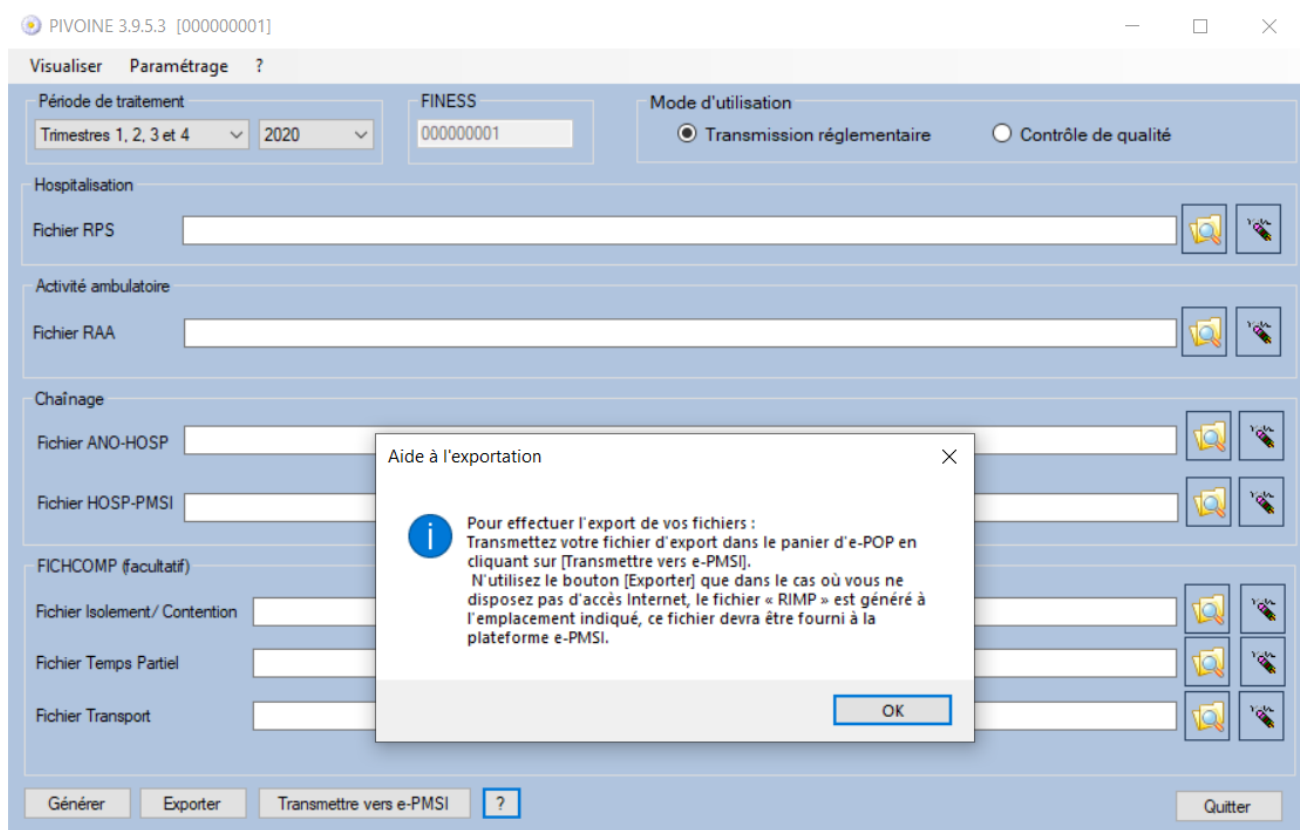 PIVOINE 3.9.5.3 [000000001]
Visualiser Paramétrage ?
Période de traitement FINESS Mode d'utilisation
Trimestres 1, 2, 3 et 4 2020 000000001 Transmission réglementaire Contrôle de qualité
Hospitalisation
Fichier RPS
Activité ambulatoire
Fichier RAA
Chaînage
Fichier ANO-HOSP
Fichier HOSP-PMSI
FICHCOMP (facultatif)
Fichier Isolement/ Contention
Fichier Temps Partiel
Fichier Transport
Aide à l'exportation
Pour effectuer l'export de vos fichiers :
Transmettez votre fichier d'export dans le panier d'e-POP en
cliquant sur [Transmettre vers e-PMSI].
N'utilisez le bouton [Exporter] que dans le cas où vous ne
disposez pas d'accès Internet, le fichier « RIMP » est généré à
l'emplacement indiqué, ce fichier devra être fourni à la
plateforme e-PMSI.
OK
Générer Exporter Transmettre vers e-PMSI ? Quitter